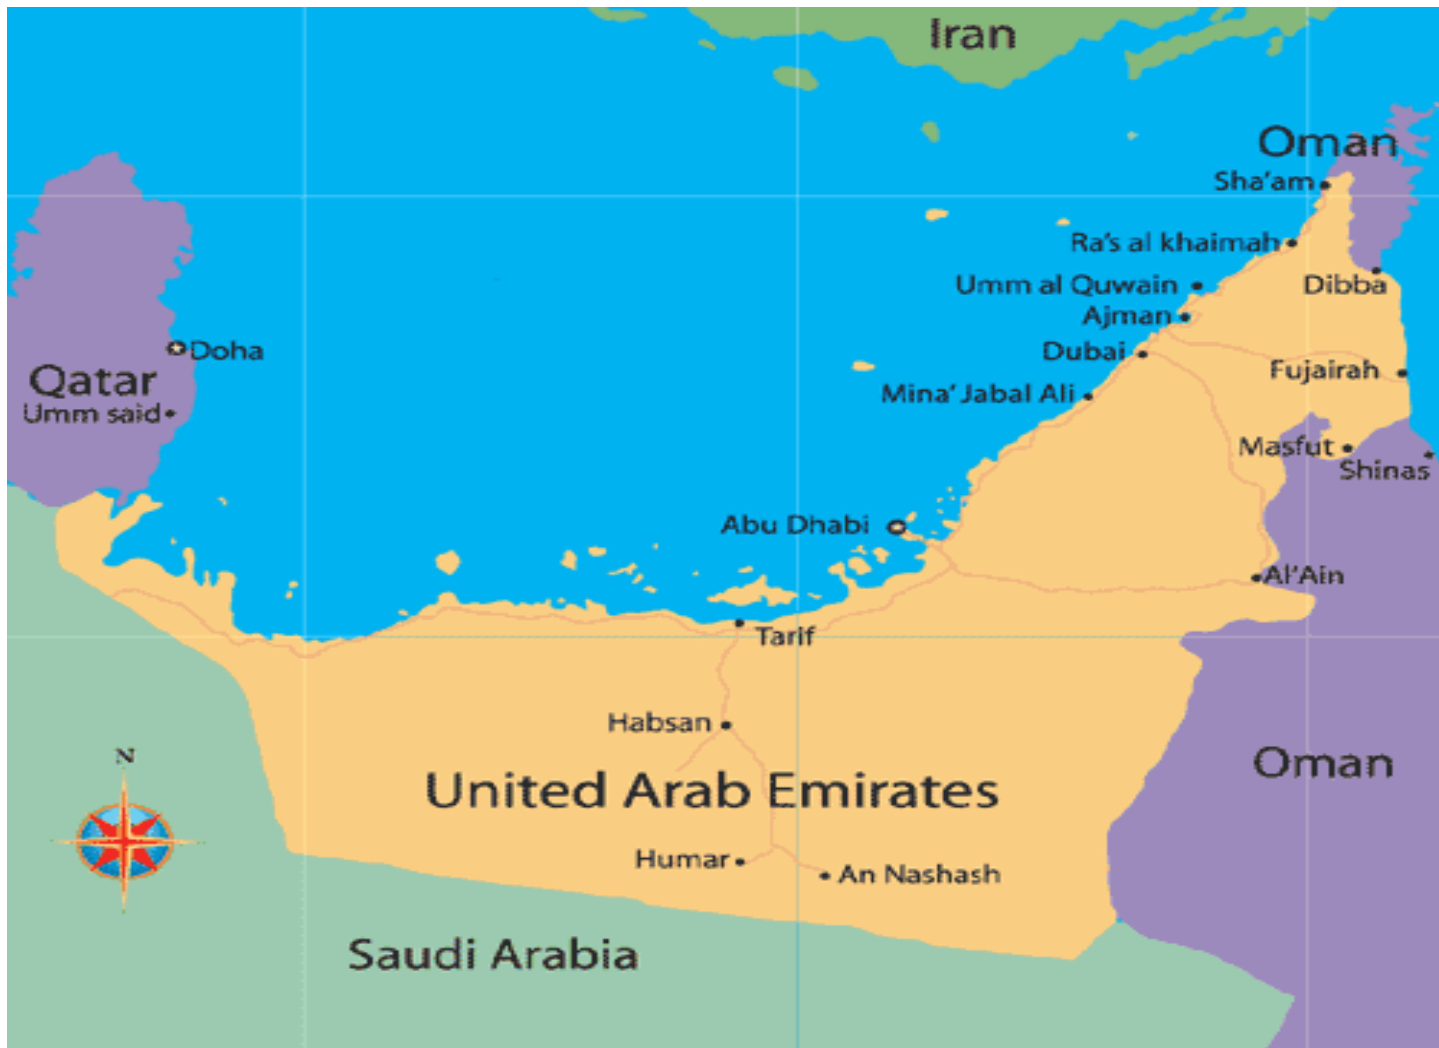 Iran
Oman
Sha'am
Ra's al khaimah
Umm al Quwain
Dibba
Ajman
Doha
Dubai
Qatar
Fujairah
Mina' Jabal Ali
Umm said
Masfut
Shinas
Abu Dhabi
Al'Ain
Tarif
Habsan
N
Oman
United Arab Emirates
Humar
An Nashash
Saudi Arabia